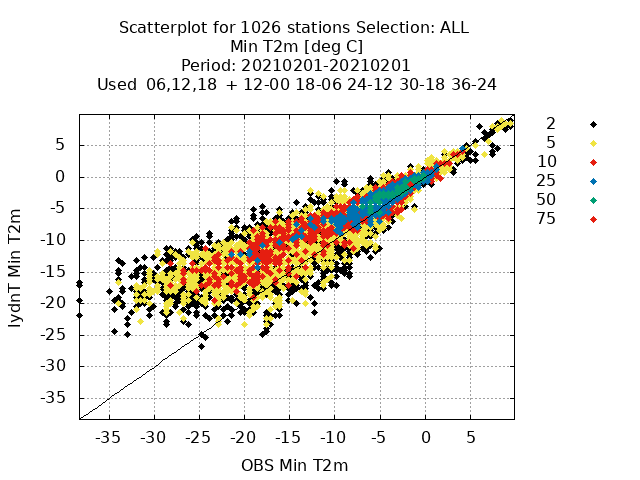 Scatterplot for 1026 stations Selection: ALL
Min T2m [deg C]
Period: 20210201-20210201
Used 06,12,18 + 12-00 18-06 24-12 30-18 36-24
2
5
10
25
50
75
5
0
-5
-10
-15
-20
-25
-30
-35
IydnT Min T2m
-35 -30 -25 -20 -15 -10 -5 0 5
OBS Min T2m